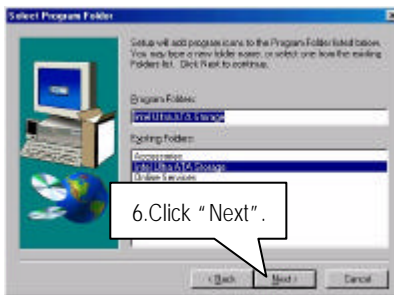 Select Program Folder
Setup will add program icons to the Program Folder listed below.
You may type a new folder name, or select one from the existing
Folders list. Click Next to continue.
Program Folders:
Intel Ultra ATA Storage
Existing Folders:
Accessories
Intel Ultra ATA Storage
Online Services
6.Click “Next”.
< Back
Next >
Cancel